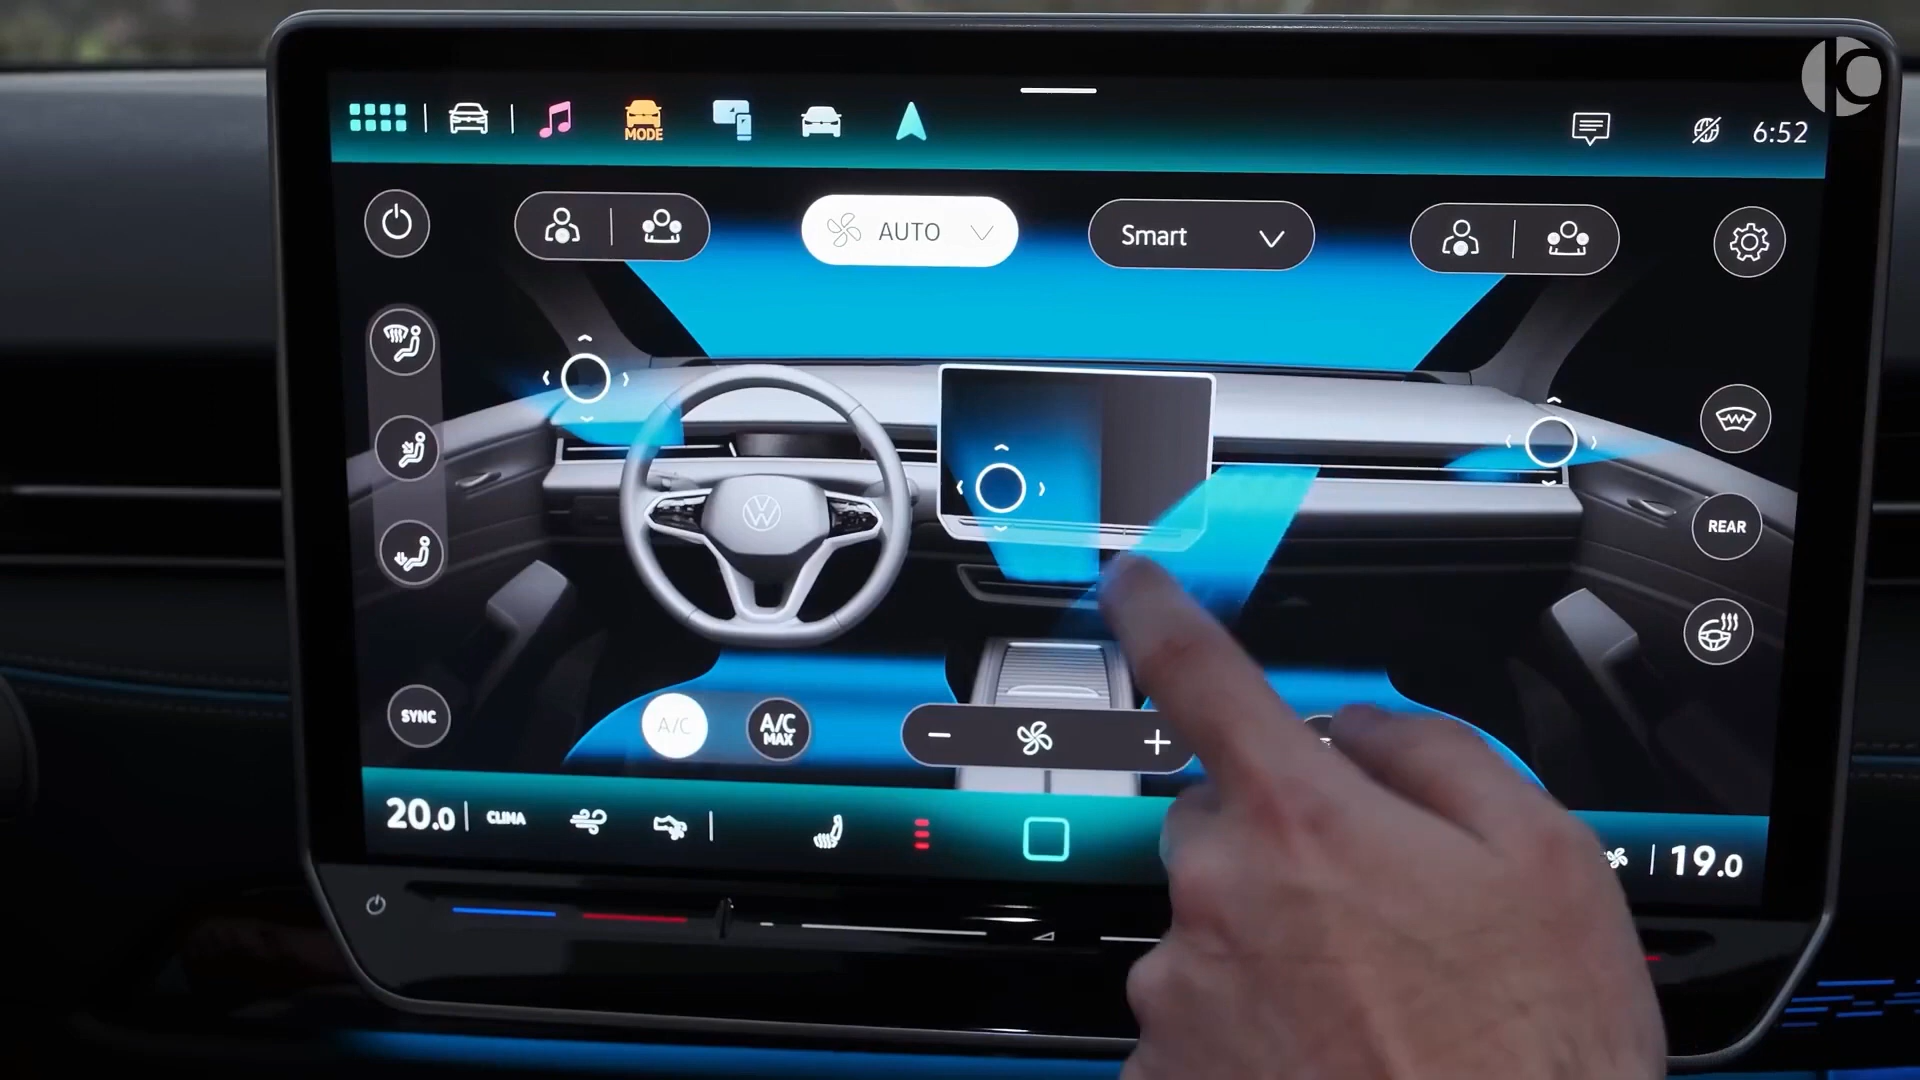 MODE
6:52
AUTO
Smart
REAR
SYNC
A/C
A/C
MAX
20.0
CLIMA
19.0